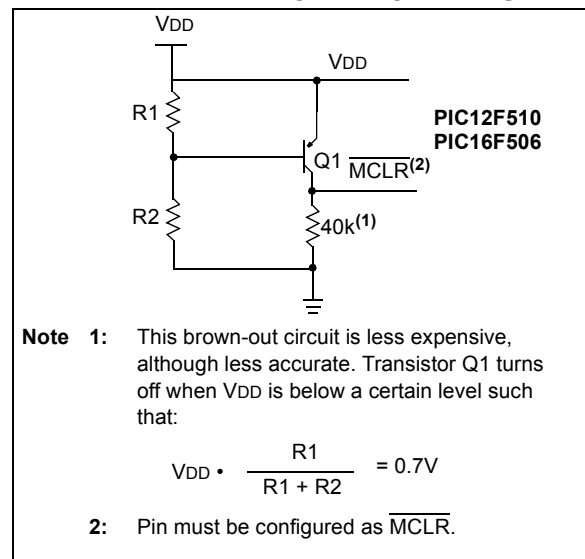 VDD
VDD
R1
PIC12F510
PIC16F506
Q1
MCLR(2)
R2
40k(1)
Note 1: This brown-out circuit is less expensive,
although less accurate. Transistor Q1 turns
off when VDD is below a certain level such
that:
VDD • R1 / R1 + R2 = 0.7V
2: Pin must be configured as MCLR.